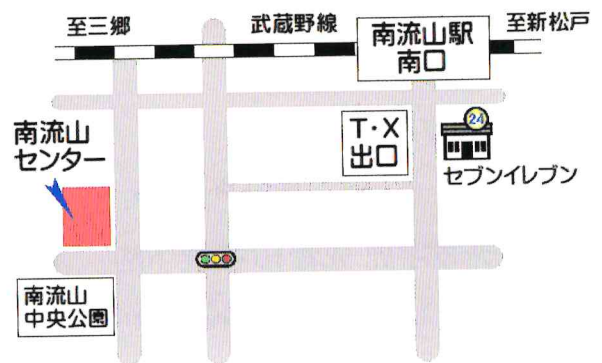 至三郷
武蔵野線
南流山駅
南口
至新松戸
T・X
出口
24
セブンイレブン
南流山
センター
南流山
中央公園